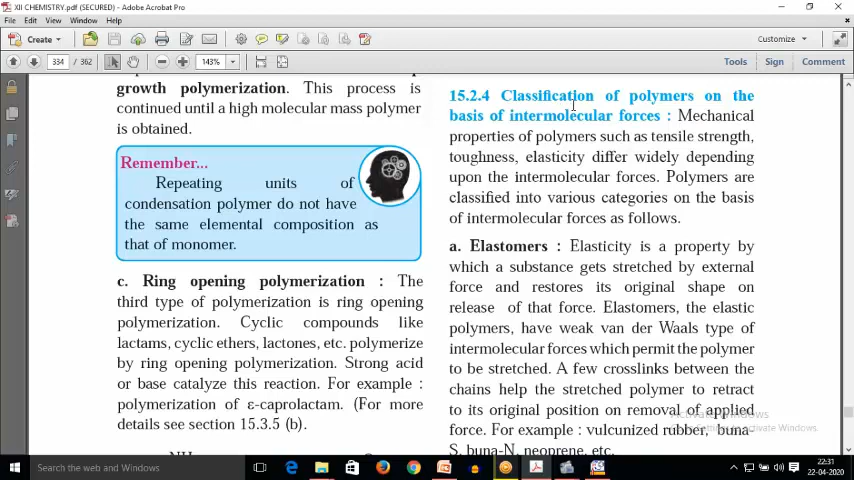 XII CHEMISTRY.pdf (SECURED) - Adobe Acrobat Pro
File Edit View Window Help
Create
Customize
334 / 362
143%
Tools Sign Comment
growth polymerization. This process is
continued until a high molecular mass polymer
is obtained.
Remember...
Repeating units of
condensation polymer do not have
the same elemental composition as
that of monomer.
c. Ring opening polymerization : The
third type of polymerization is ring opening
polymerization. Cyclic compounds like
lactams, cyclic ethers, lactones, etc. polymerize
by ring opening polymerization. Strong acid
or base catalyze this reaction. For example :
polymerization of ε-caprolactam. (For more
details see section 15.3.5 (b).
NH
15.2.4 Classification of polymers on the
basis of intermolecular forces : Mechanical
properties of polymers such as tensile strength,
toughness, elasticity differ widely depending
upon the intermolecular forces. Polymers are
classified into various categories on the basis
of intermolecular forces as follows.
a. Elastomers : Elasticity is a property by
which a substance gets stretched by external
force and restores its original shape on
release of that force. Elastomers, the elastic
polymers, have weak van der Waals type of
intermolecular forces which permit the polymer
to be stretched. A few crosslinks between the
chains help the stretched polymer to retract
to its original position on removal of applied
force. For example : vulcunized rubber, buna-
S, buna-N, neoprene, etc.
Activate Windows
Go to Settings to activate Windows.
Search the web and Windows
22:31
22-04-2020